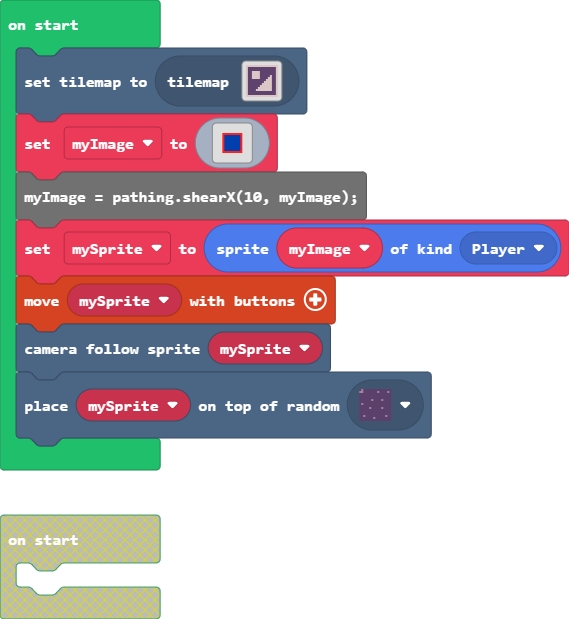 on start
set tilemap to tilemap
set myImage to
myImage = pathing.shearX(10, myImage);
set mySprite to sprite myImage of kind Player
move mySprite with buttons
camera follow sprite mySprite
place mySprite on top of random
on start